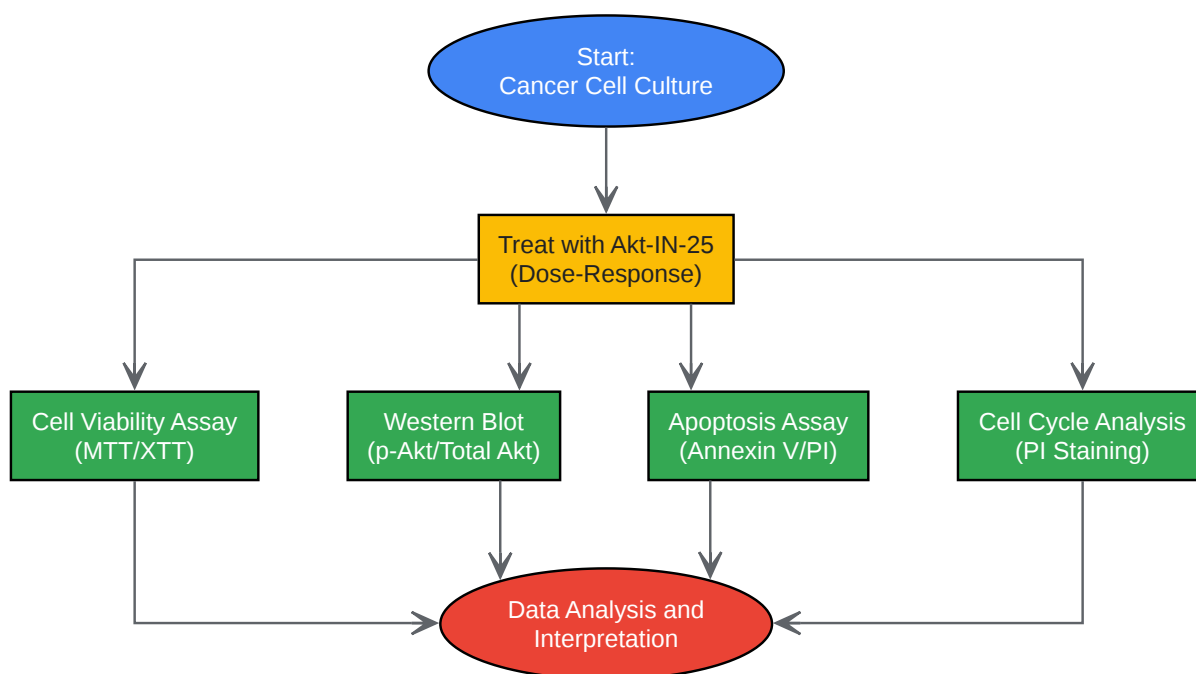 Start:
Cancer Cell Culture
Treat with Akt-IN-25
(Dose-Response)
Cell Viability Assay
(MTT/XTT)
Western Blot
(p-Akt/Total Akt)
Apoptosis Assay
(Annexin V/PI)
Cell Cycle Analysis
(PI Staining)
Data Analysis and
Interpretation